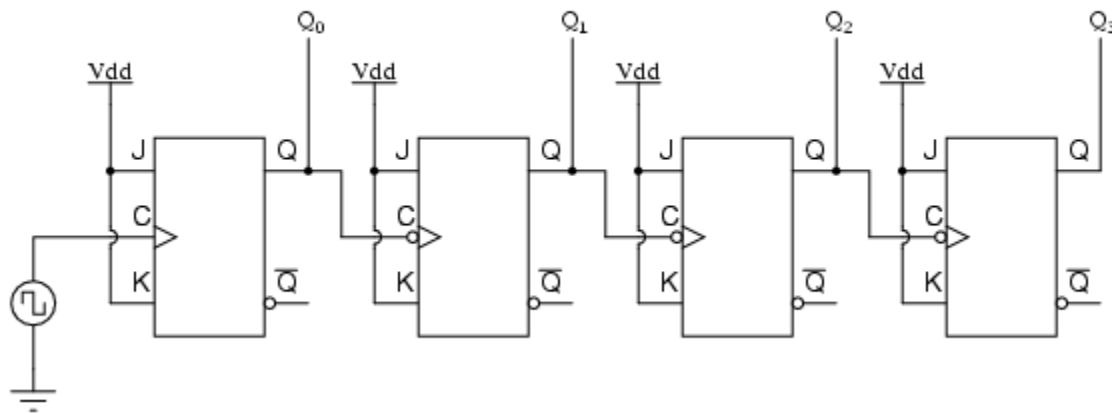 Q0 Q1 Q2 Q3
Vdd Vdd Vdd Vdd
J Q J Q J Q J Q
C C C C
K Q̅ K Q̅ K Q̅ K Q̅